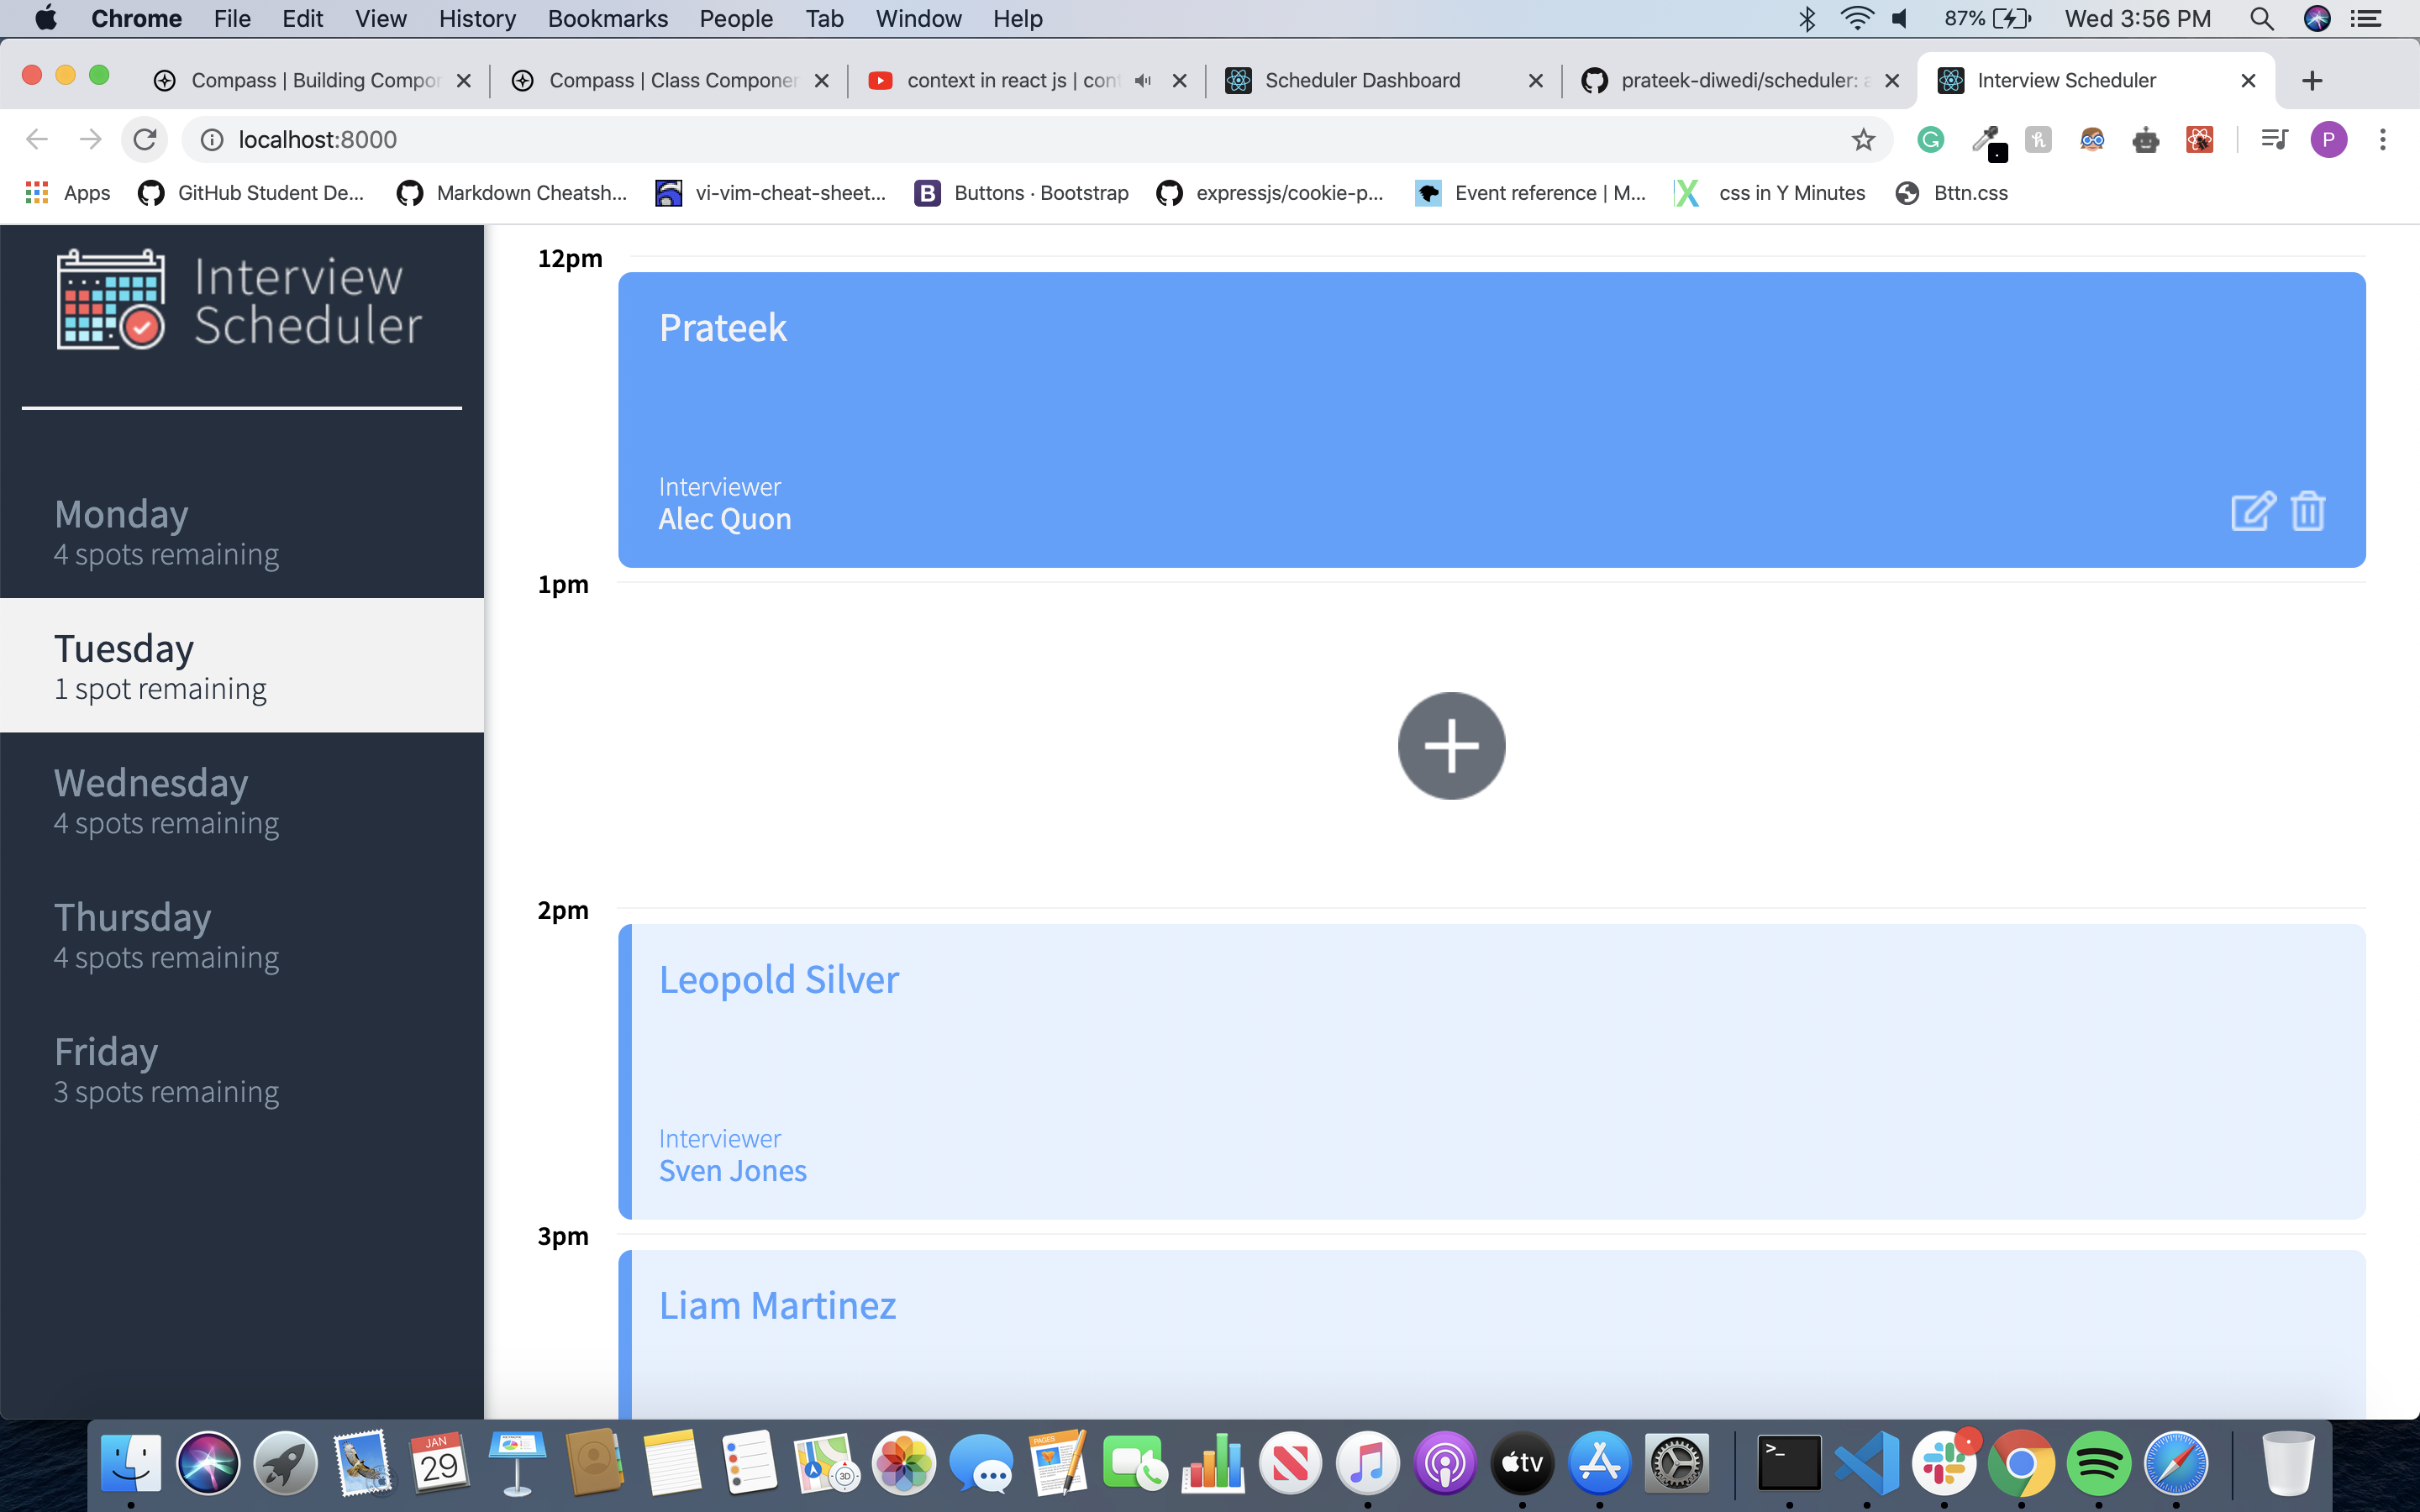 Chrome File Edit View History Bookmarks People Tab Window Help 87% Wed 3:56 PM
Compass | Building Compor Compass | Class Componer context in react js | con Scheduler Dashboard prateek-diwedi/scheduler: a Interview Scheduler
localhost:8000 P
Apps GitHub Student De... Markdown Cheatsh... vi-vim-cheat-sheet... B Buttons · Bootstrap expressjs/cookie-p... Event reference | M... css in Y Minutes Bttn.css
Interview
Scheduler
Monday
4 spots remaining
Tuesday
1 spot remaining
Wednesday
4 spots remaining
Thursday
4 spots remaining
Friday
3 spots remaining
12pm
Prateek
Interviewer
Alec Quon
1pm
2pm
Leopold Silver
Interviewer
Sven Jones
3pm
Liam Martinez
JAN
29
PAGES
3D
tv
>_